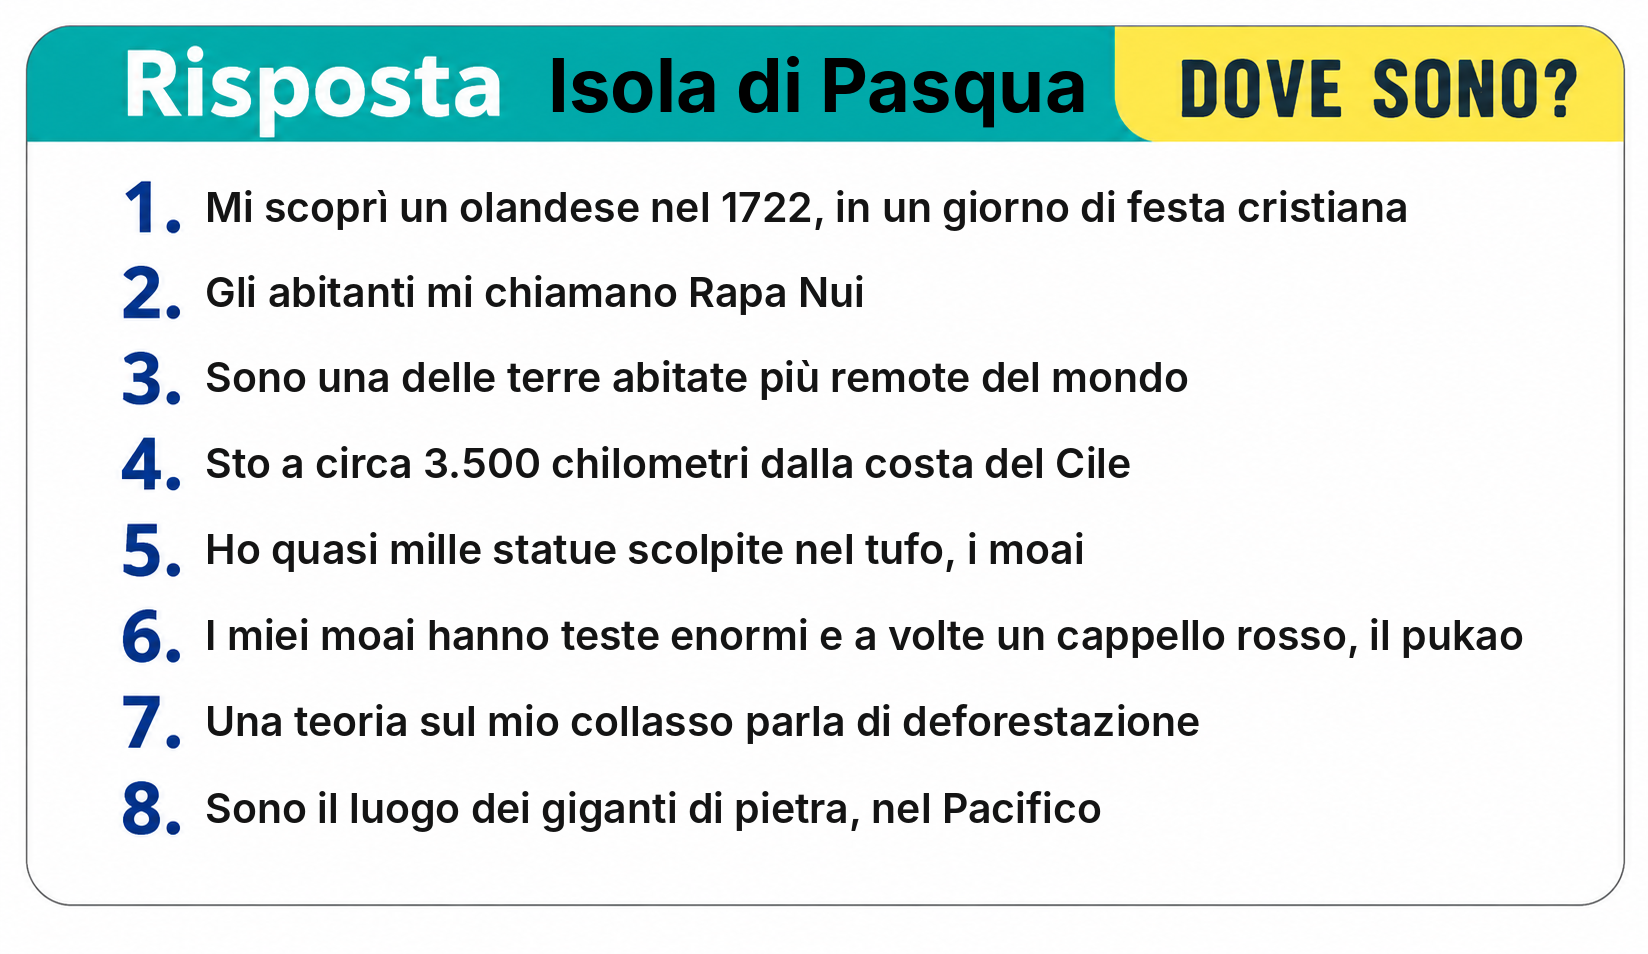 Risposta Isola di Pasqua DOVE SONO?
1. Mi scoprì un olandese nel 1722, in un giorno di festa cristiana
2. Gli abitanti mi chiamano Rapa Nui
3. Sono una delle terre abitate più remote del mondo
4. Sto a circa 3.500 chilometri dalla costa del Cile
5. Ho quasi mille statue scolpite nel tufo, i moai
6. I miei moai hanno teste enormi e a volte un cappello rosso, il pukao
7. Una teoria sul mio collasso parla di deforestazione
8. Sono il luogo dei giganti di pietra, nel Pacifico